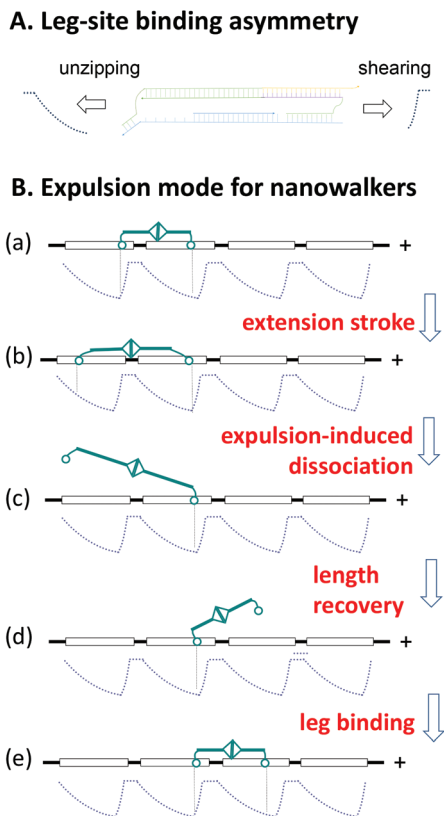 A. Leg-site binding asymmetry
unzipping
shearing
B. Expulsion mode for nanowalkers
(a)
+
extension stroke
(b)
+
expulsion-induced
dissociation
(c)
+
length
recovery
(d)
+
leg binding
(e)
+